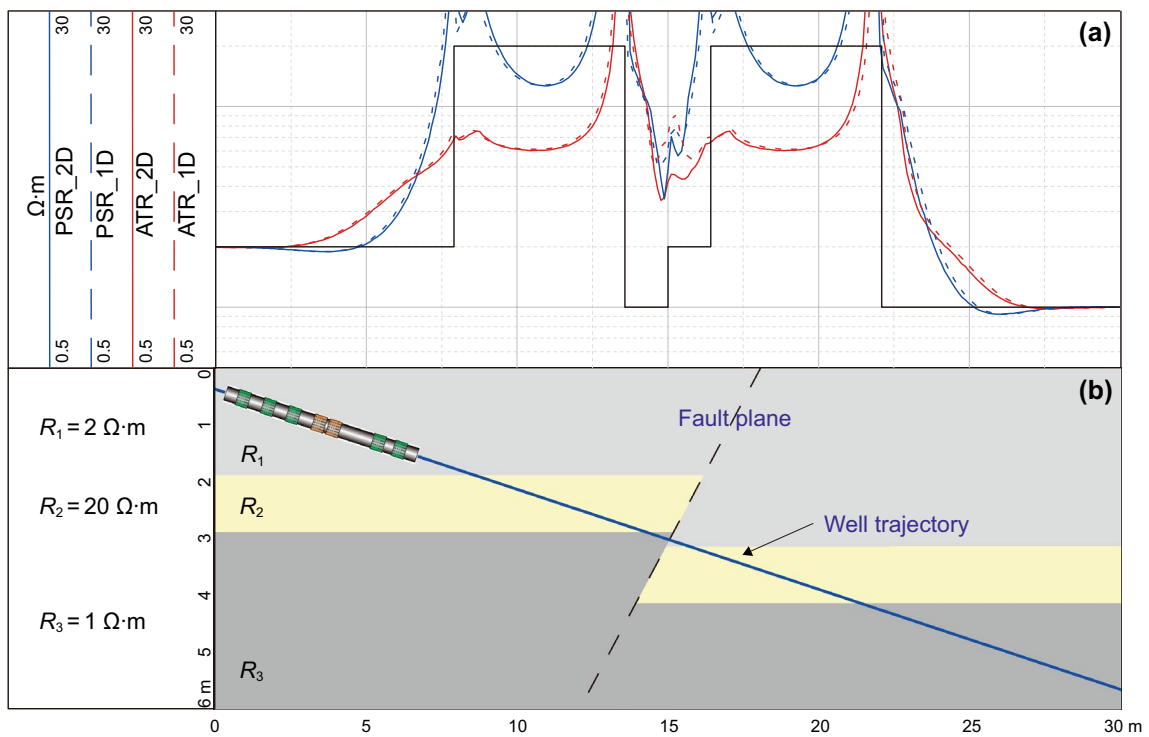 (a)
Ω·m
0.5 PSR_2D 30
0.5 PSR_1D 30
0.5 ATR_2D 30
0.5 ATR_1D 30
(b)
R1 = 2 Ω·m
R2 = 20 Ω·m
R3 = 1 Ω·m
0
1
2
3
4
5
6 m
R1
R2
R3
Fault plane
Well trajectory
0 5 10 15 20 25 30 m